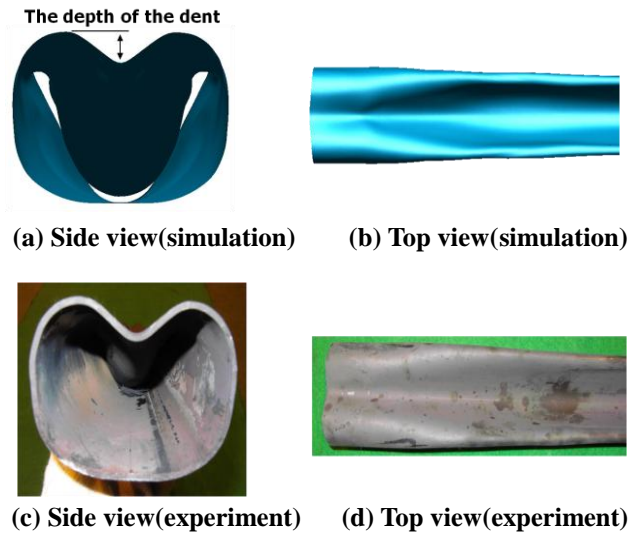 The depth of the dent
(a) Side view(simulation)
(b) Top view(simulation)
(c) Side view(experiment)
(d) Top view(experiment)